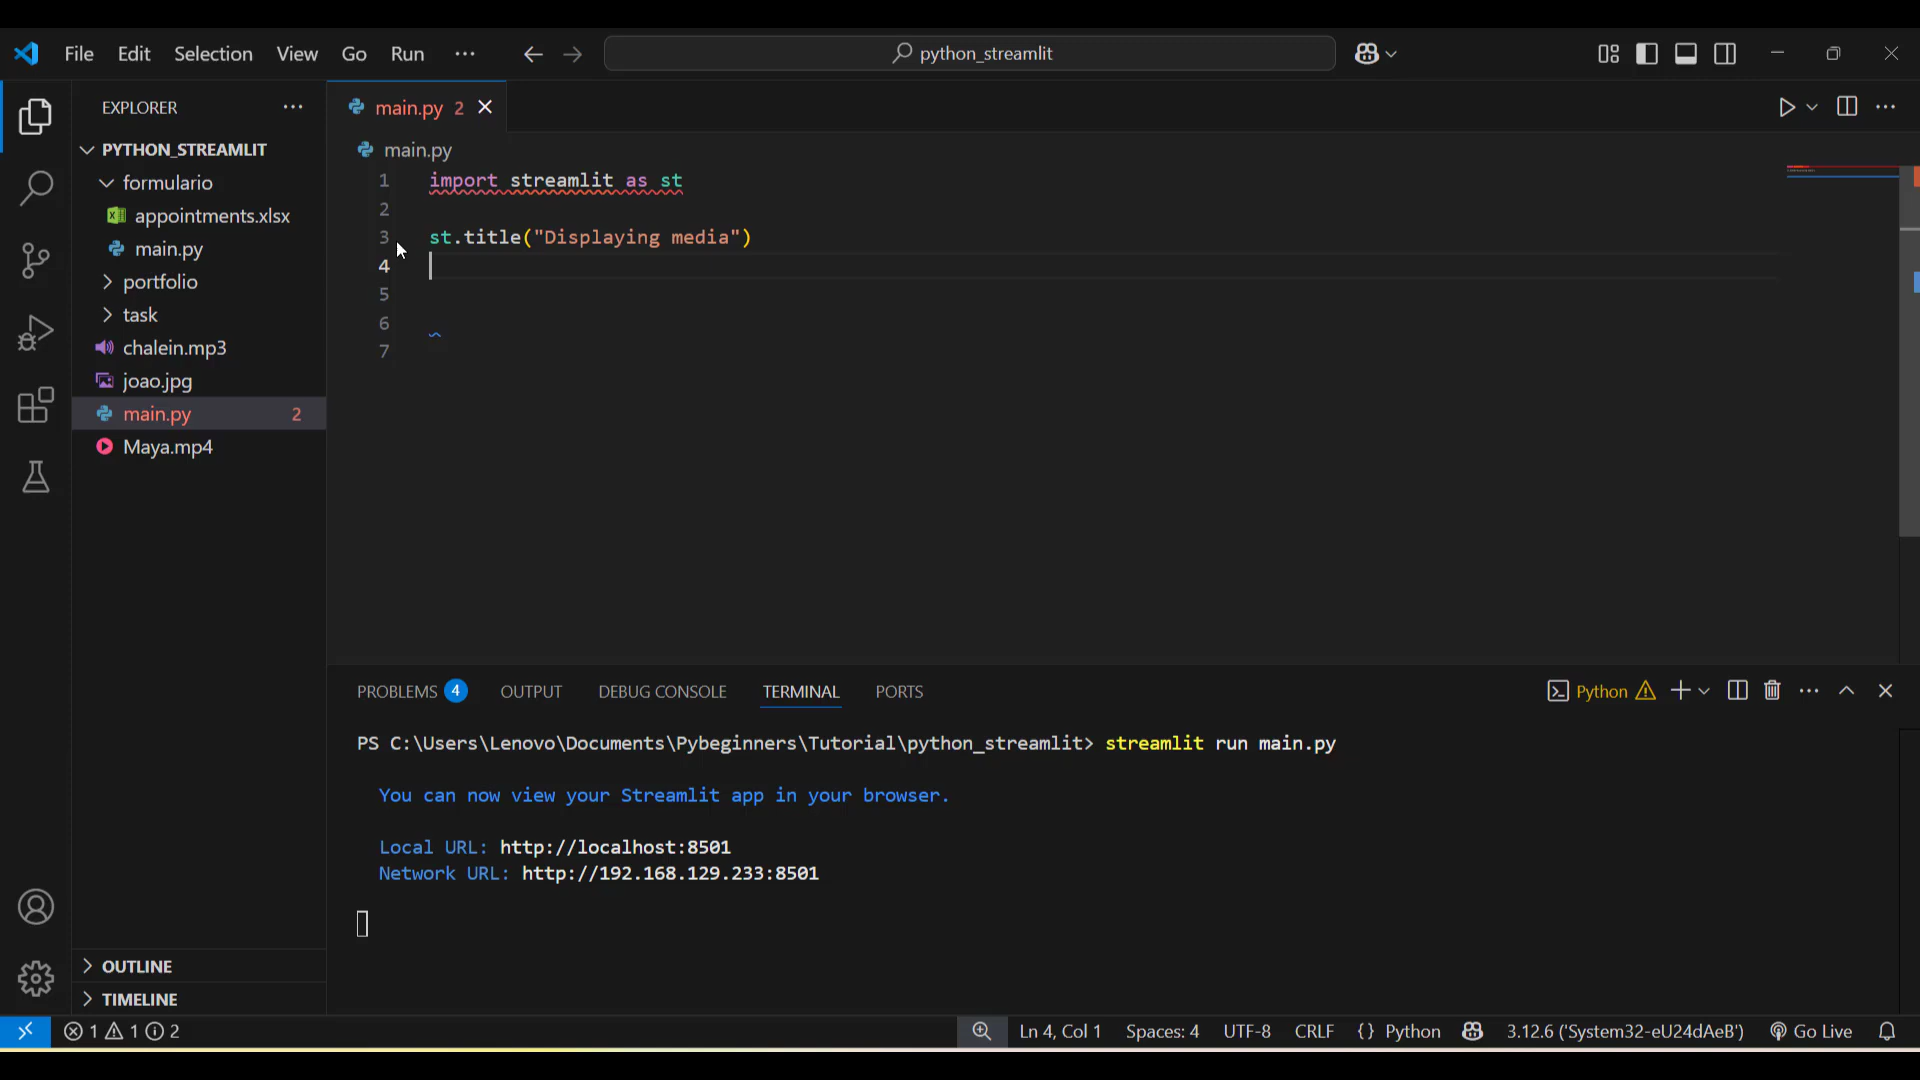 File Edit Selection View Go Run ··· python_streamlit
EXPLORER ···
PYTHON_STREAMLIT
formulario
appointments.xlsx
main.py
portfolio
task
chalein.mp3
joao.jpg
main.py 2
Maya.mp4
OUTLINE
TIMELINE
main.py 2
main.py
1 import streamlit as st
2
3 st.title("Displaying media")
4
5
6
7
PROBLEMS 4 OUTPUT DEBUG CONSOLE TERMINAL PORTS Python
PS C:\Users\Lenovo\Documents\Pybeginners\Tutorial\python_streamlit> streamlit run main.py
You can now view your Streamlit app in your browser.
Local URL: http://localhost:8501
Network URL: http://192.168.129.233:8501
1 1 2 Ln 4, Col 1 Spaces: 4 UTF-8 CRLF {} Python 3.12.6 ('System32-eU24dAeB') Go Live